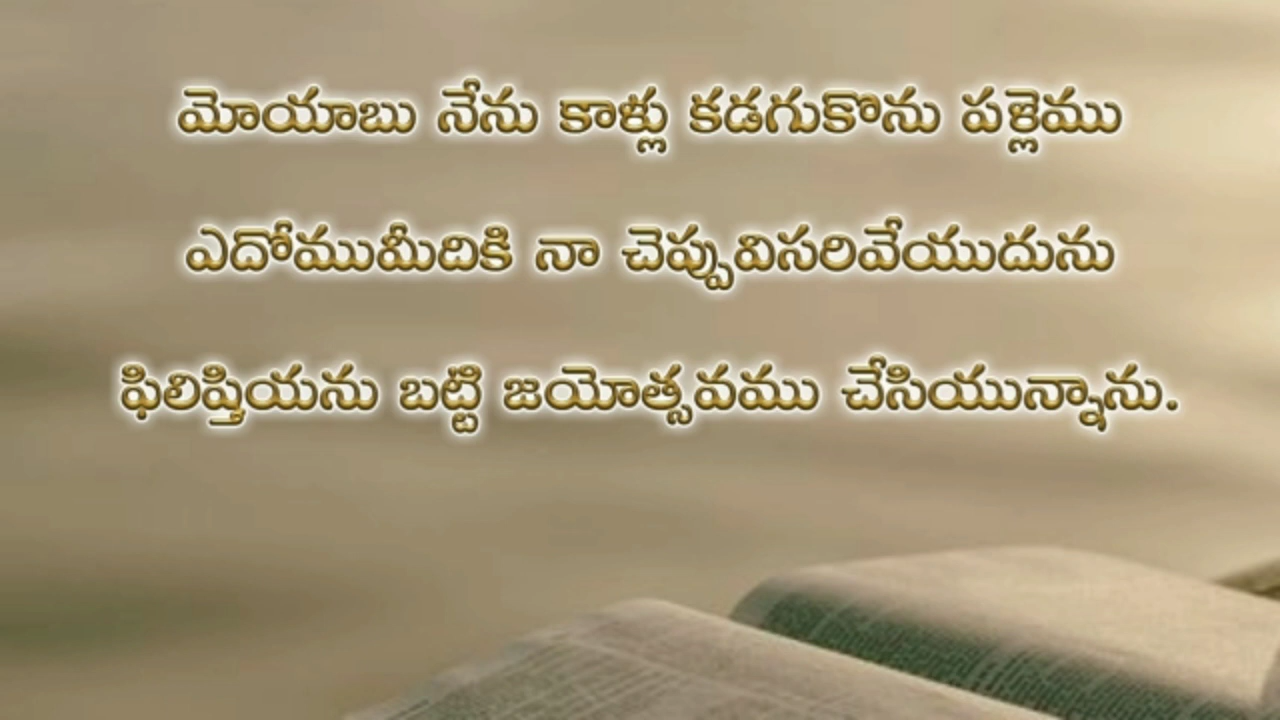 మోయాబు నేను కాళ్లు కడగుకొను పళ్లెము
ఎదోముమీదికి నా చెప్పువిసరివేయుదును
ఫిలిష్తియను బట్టి జయోత్సవము చేసియున్నాను.